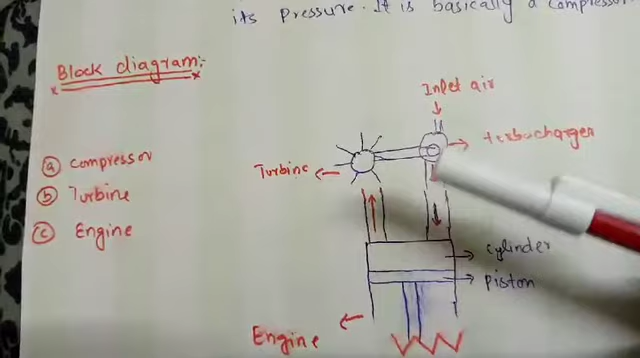 its pressure. It is basically a compressor
Block diagram:-
Inlet air
turbocharger
Turbine
a compressor
b Turbine
c Engine
cylinder
piston
Engine